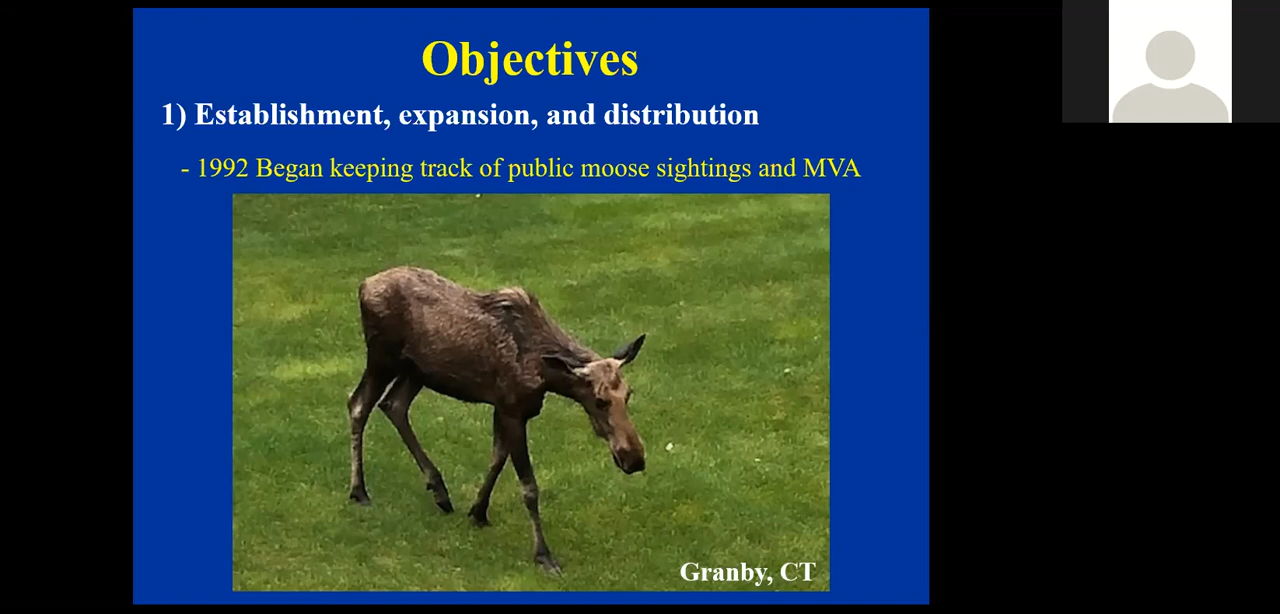 Objectives
1) Establishment, expansion, and distribution
- 1992 Began keeping track of public moose sightings and MVA
Granby, CT